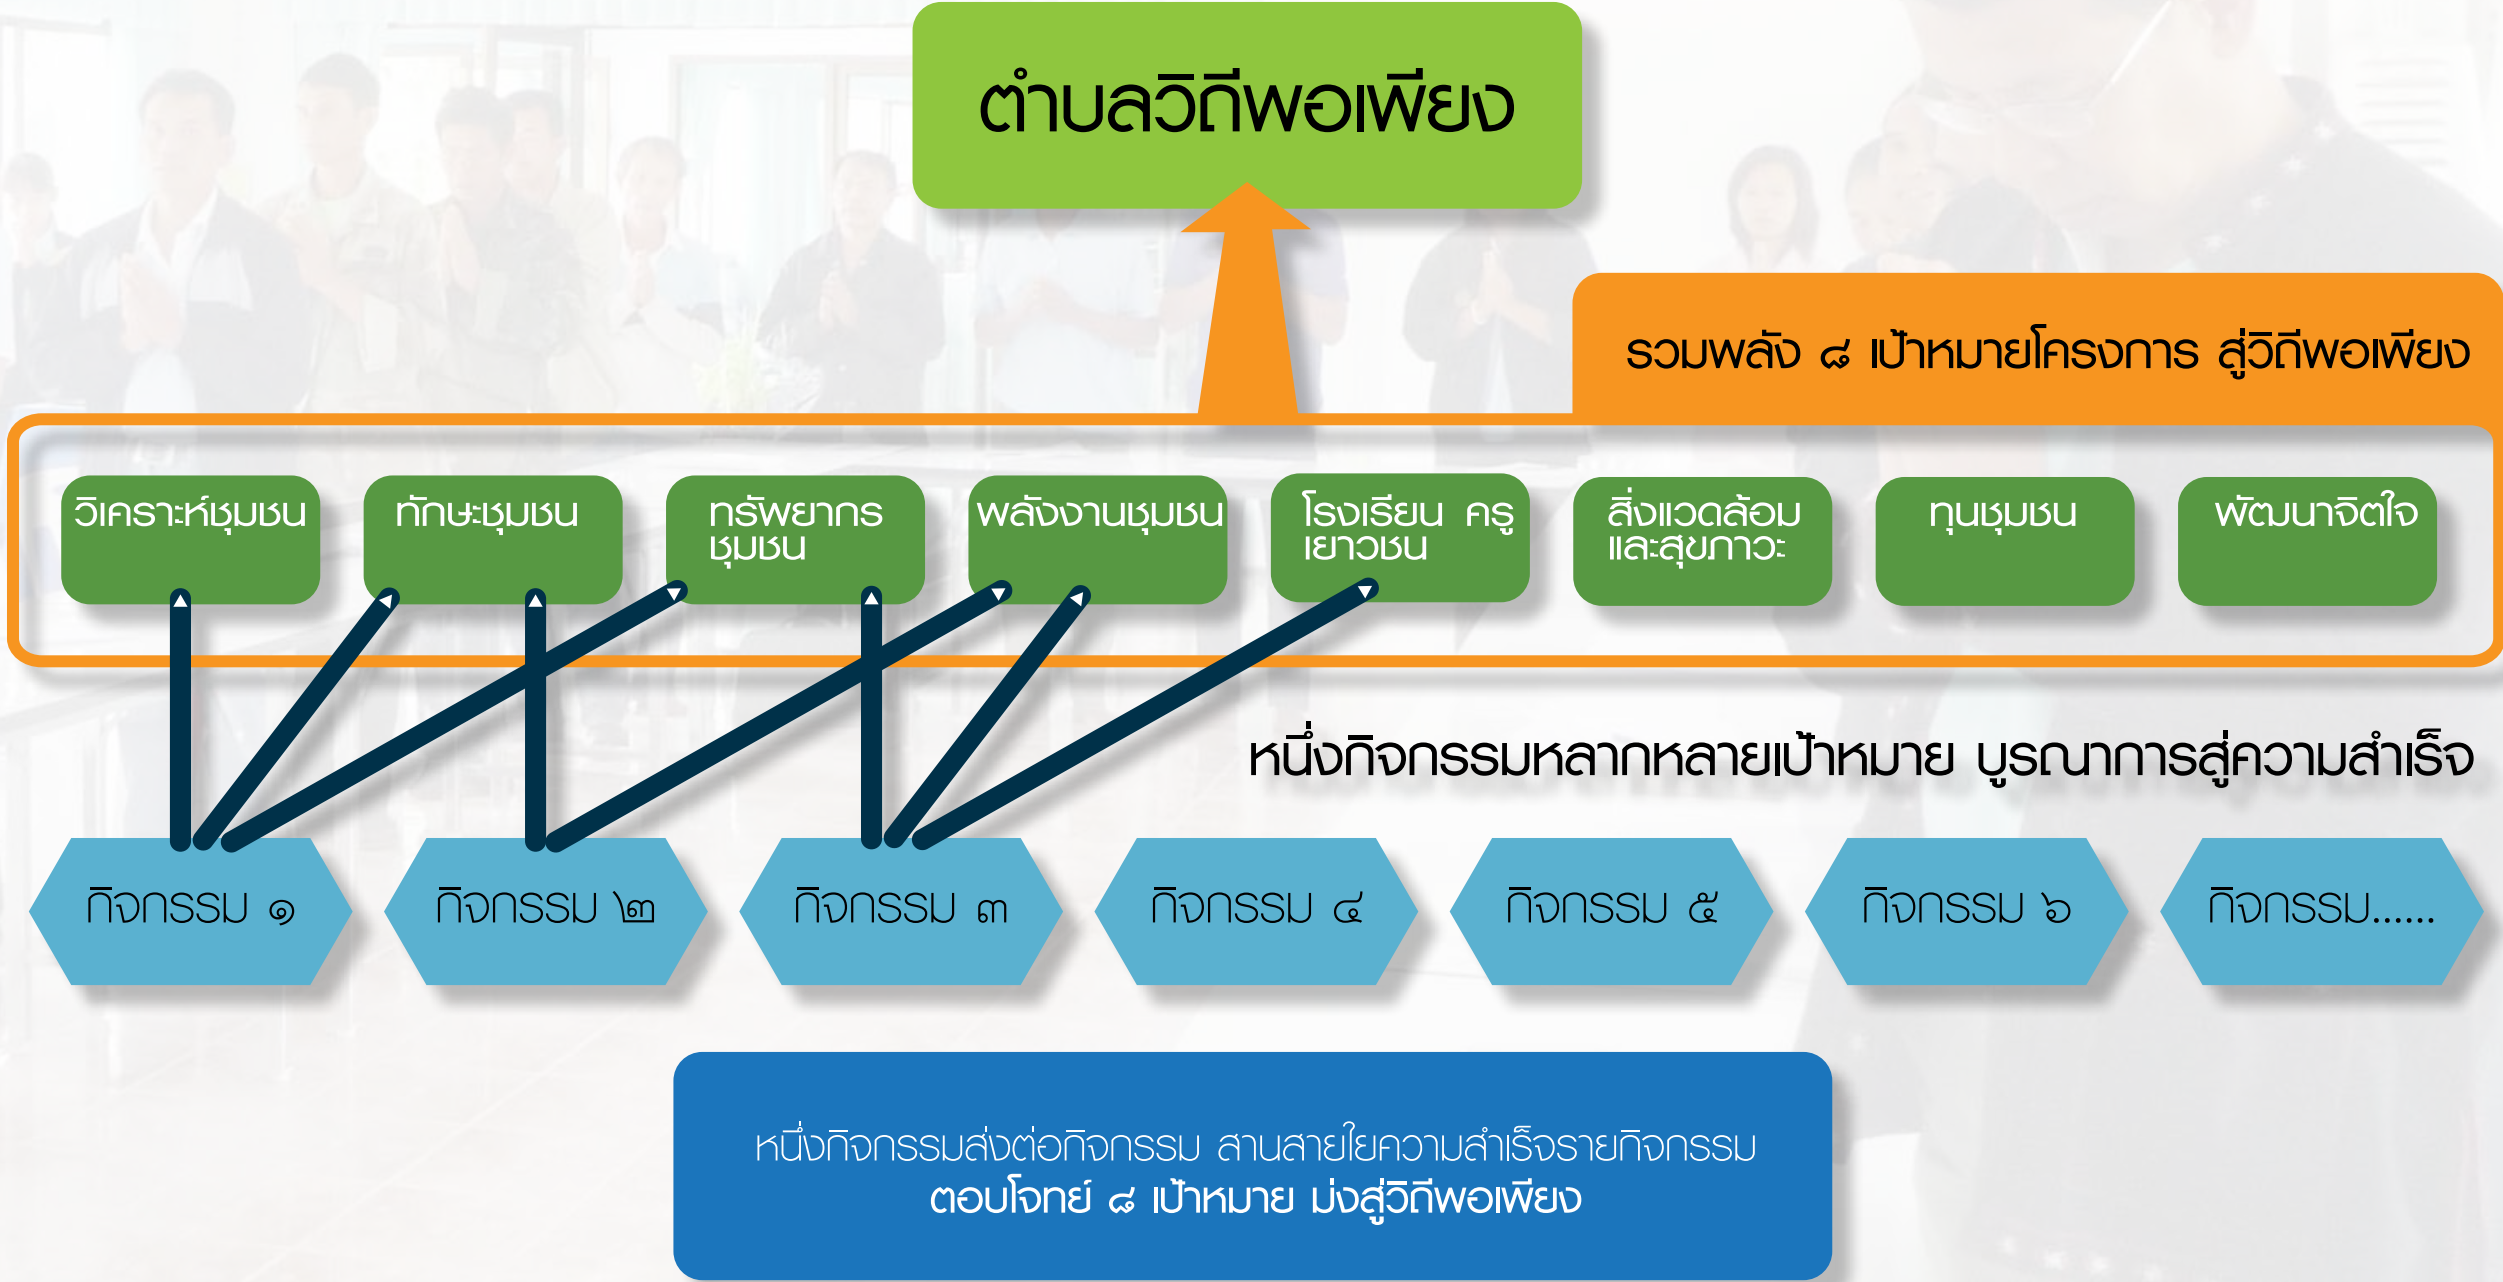 ตำบลวิถีพอเพียง
รวมพลัง ๘ เป้าหมายโครงการ สู่วิถีพอเพียง
วิเคราะห์ชุมชน
ทักษะชุมชน
ทรัพยากร
ชุมชน
พลังงานชุมชน
โรงเรียน ครู
เยาวชน
สิ่งแวดล้อม
และสุขภาวะ
ทุนชุมชน
พัฒนาจิตใจ
หนึ่งกิจกรรมหลากหลายเป้าหมาย บูรณาการสู่ความสำเร็จ
กิจกรรม ๑
กิจกรรม ๒
กิจกรรม ๓
กิจกรรม ๔
กิจกรรม ๕
กิจกรรม ๖
กิจกรรม......
หนึ่งกิจกรรมส่งต่อกิจกรรม สานสายใยความสำเร็จรายกิจกรรม
ตอบโจทย์ ๘ เป้าหมาย ม่งสู่วิถีพอเพียง